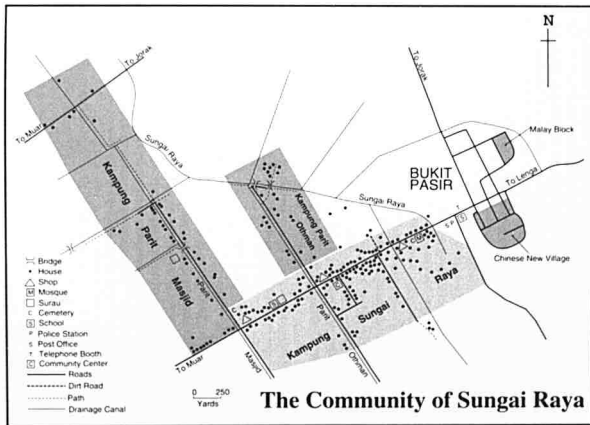 N
To Jorak
To Jorak
To Muar
Sungai Raya
Malay Block
BUKIT
PASIR
To Lenga
Kampung
Parit
Masjid
Kampung Parit
Othman
Sungai Raya
T
S P S
Chinese New Village
Parit
Masjid
C
Kampung
Sungai
Raya
Parit
Othman
To Muar
Bridge
• House
Shop
M Mosque
Surau
C Cemetery
S School
P Police Station
S Post Office
T Telephone Booth
C Community Center
Roads
Dirt Road
Path
Drainage Canal
0 250
Yards
The Community of Sungai Raya